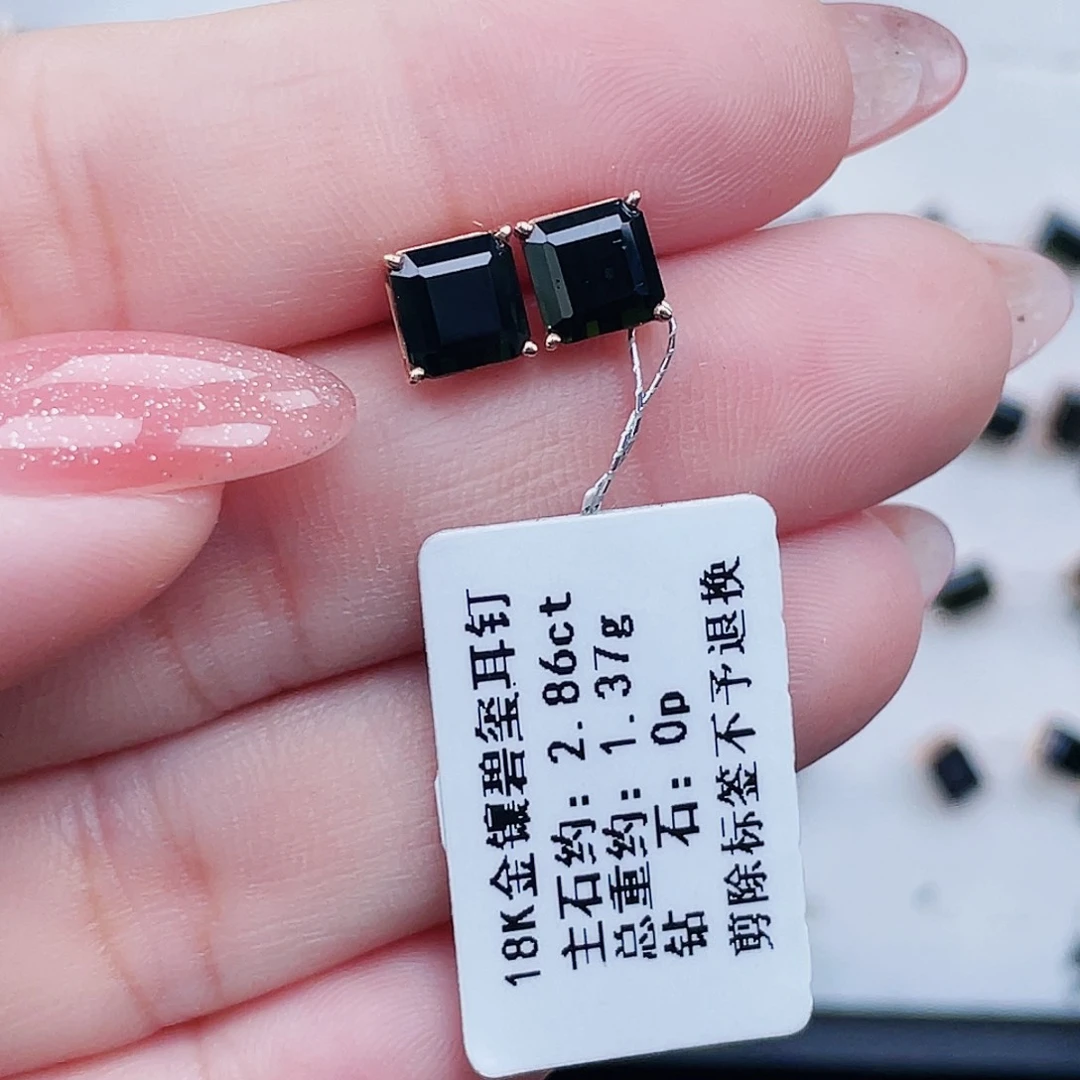 18K金镶碧玺耳钉
主石约: 2.86ct
总重约: 1.37g
钻 石: 0p
剪除标签不予退换